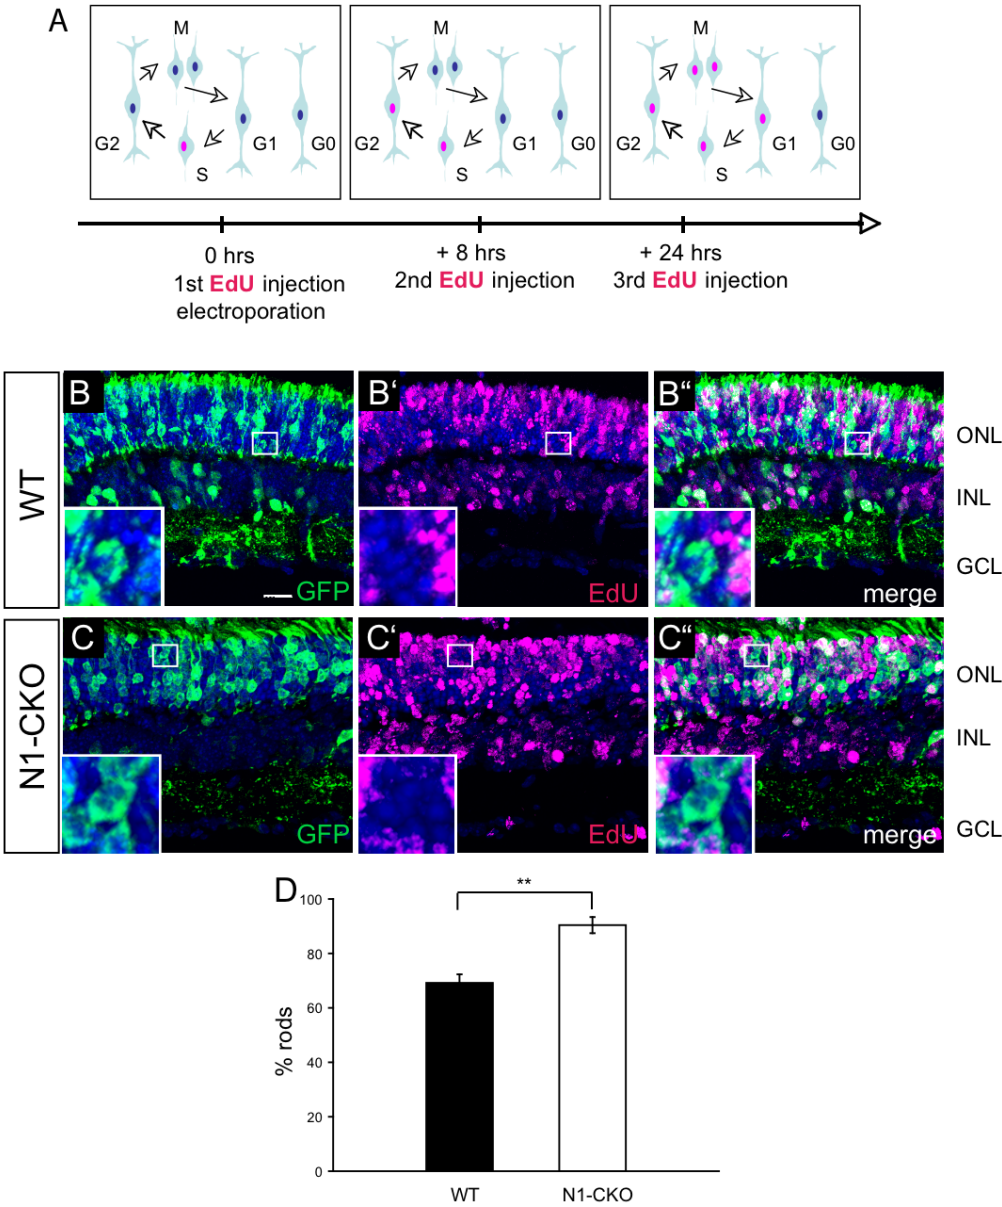 A
M
M
M
G2
G1
G0
S
G2
G1
G0
S
G2
G1
G0
S
0 hrs
1st EdU injection
electroporation
+ 8 hrs
2nd EdU injection
+ 24 hrs
3rd EdU injection
WT
B
GFP
B‘
EdU
B“
merge
ONL
INL
GCL
N1-CKO
C
GFP
C‘
EdU
C“
merge
ONL
INL
GCL
D
**
100
80
60
40
20
0
% rods
WT
N1-CKO